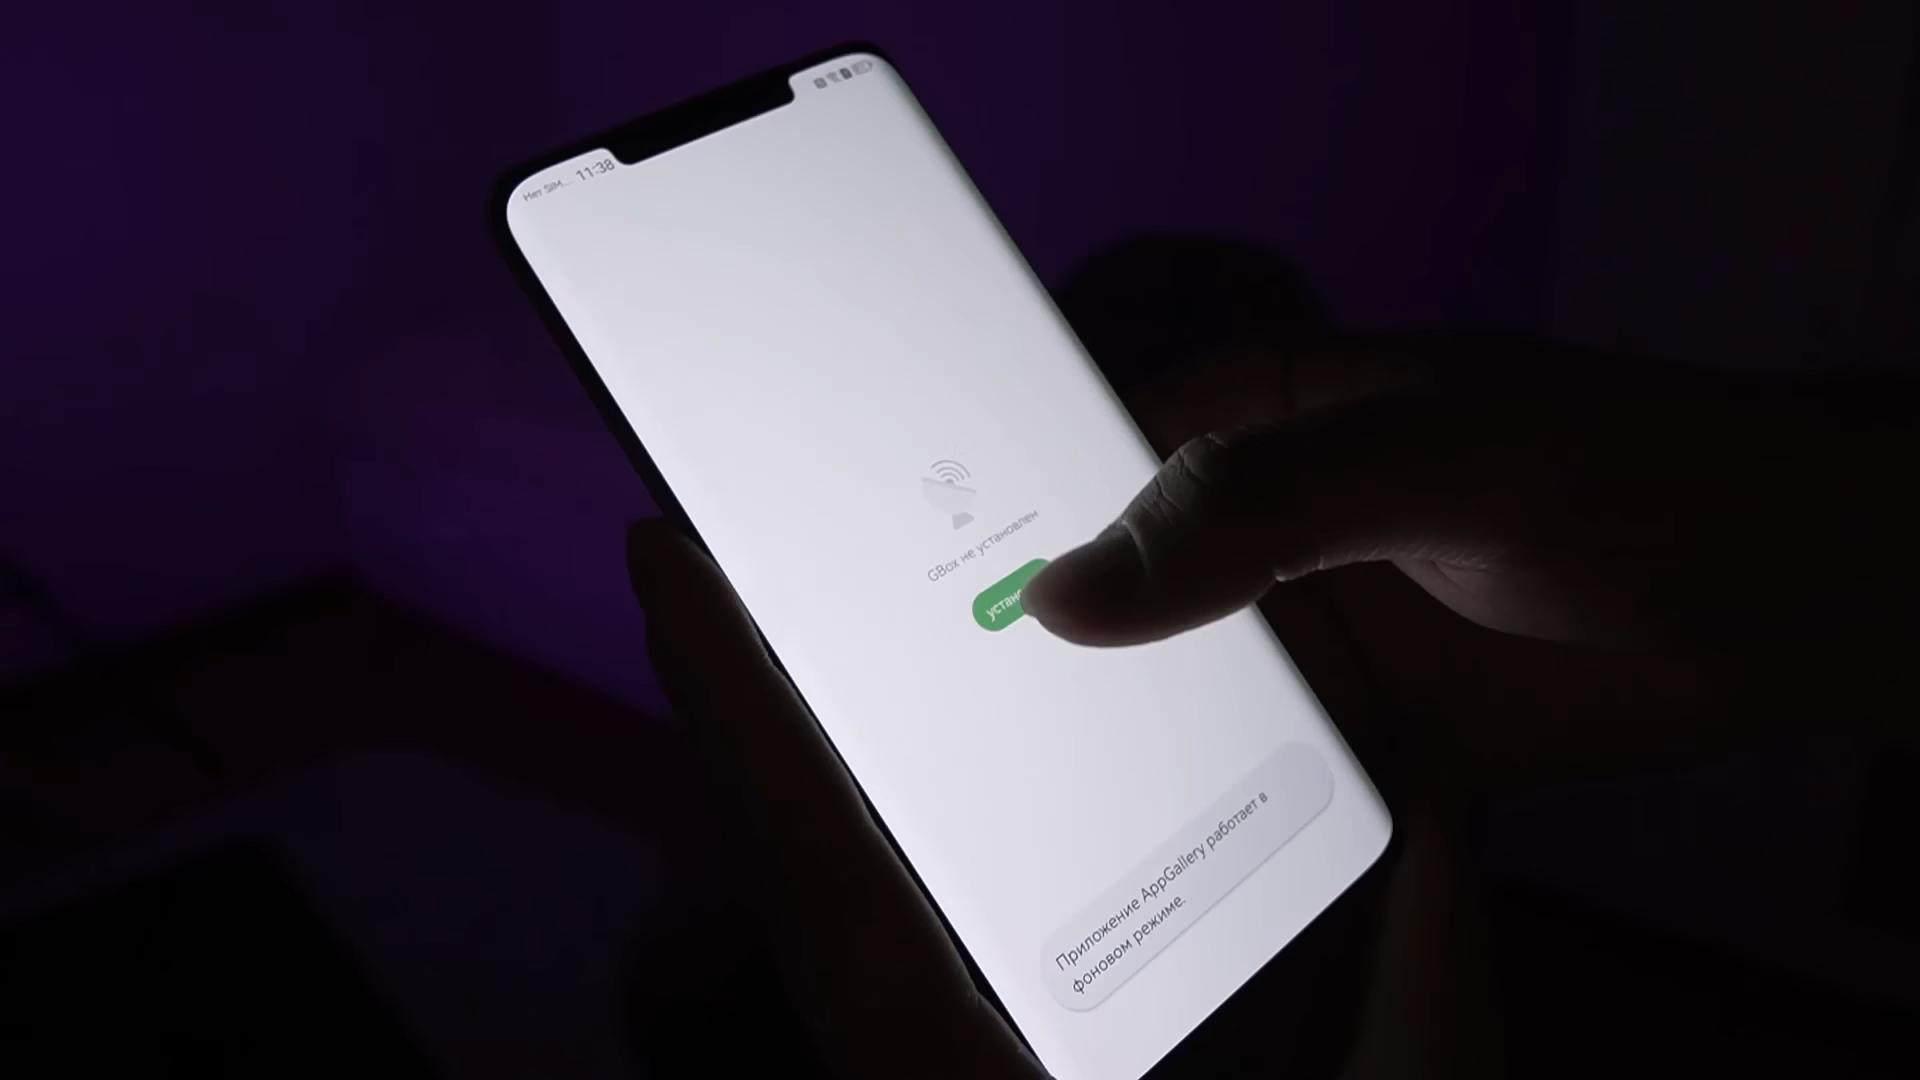 Нет SIM... 11:38
GBox не установлен
Приложение AppGallery работает в
фоновом режиме.